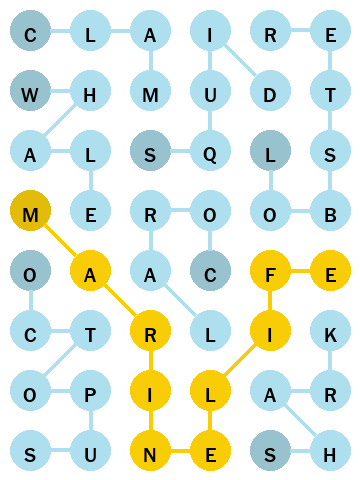 C L A I R E
W H M U D T
A L S Q L S
M E R O O B
O A A C F E
C T R L I K
O P I L A R
S U N E S H